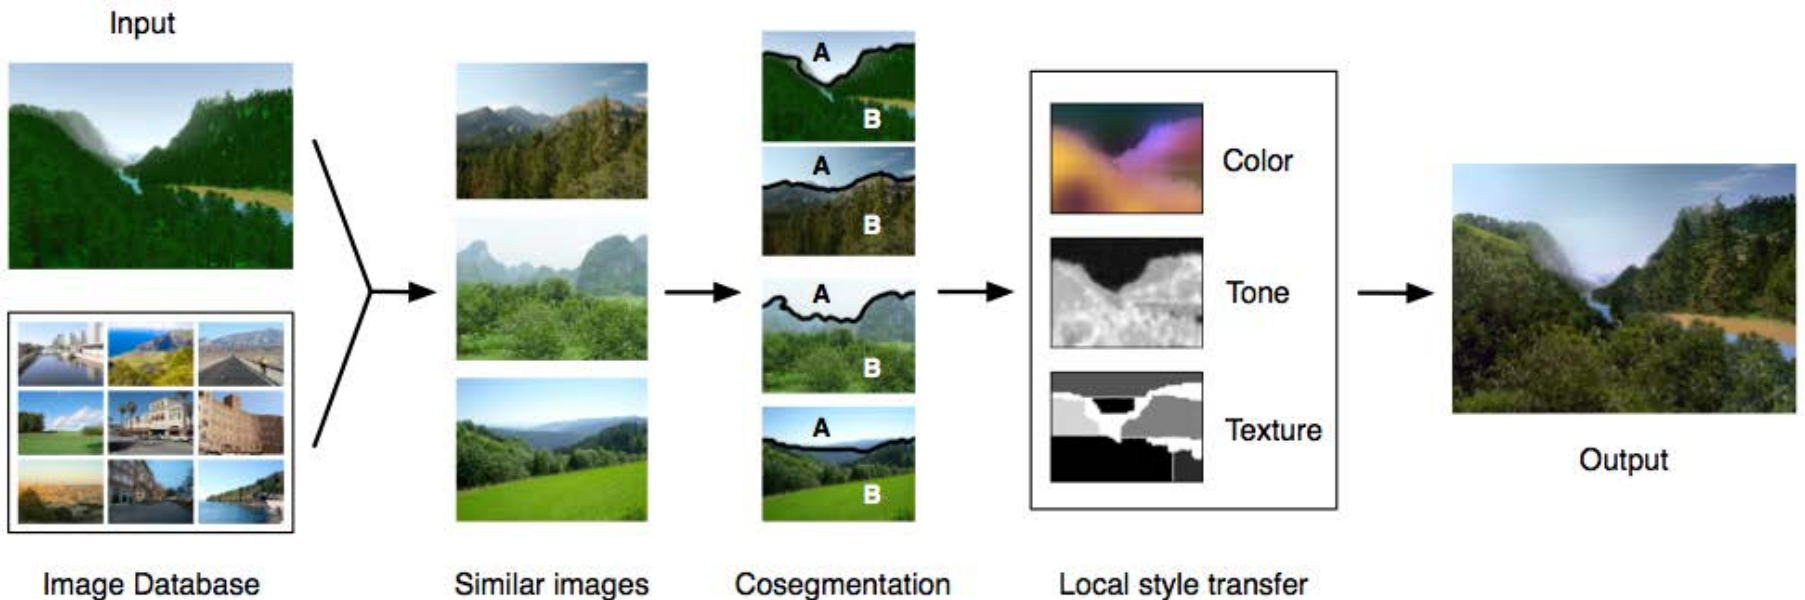 Input
Image Database
Similar images
A
B
A
B
A
B
A
B
Cosegmentation
Color
Tone
Texture
Local style transfer
Output